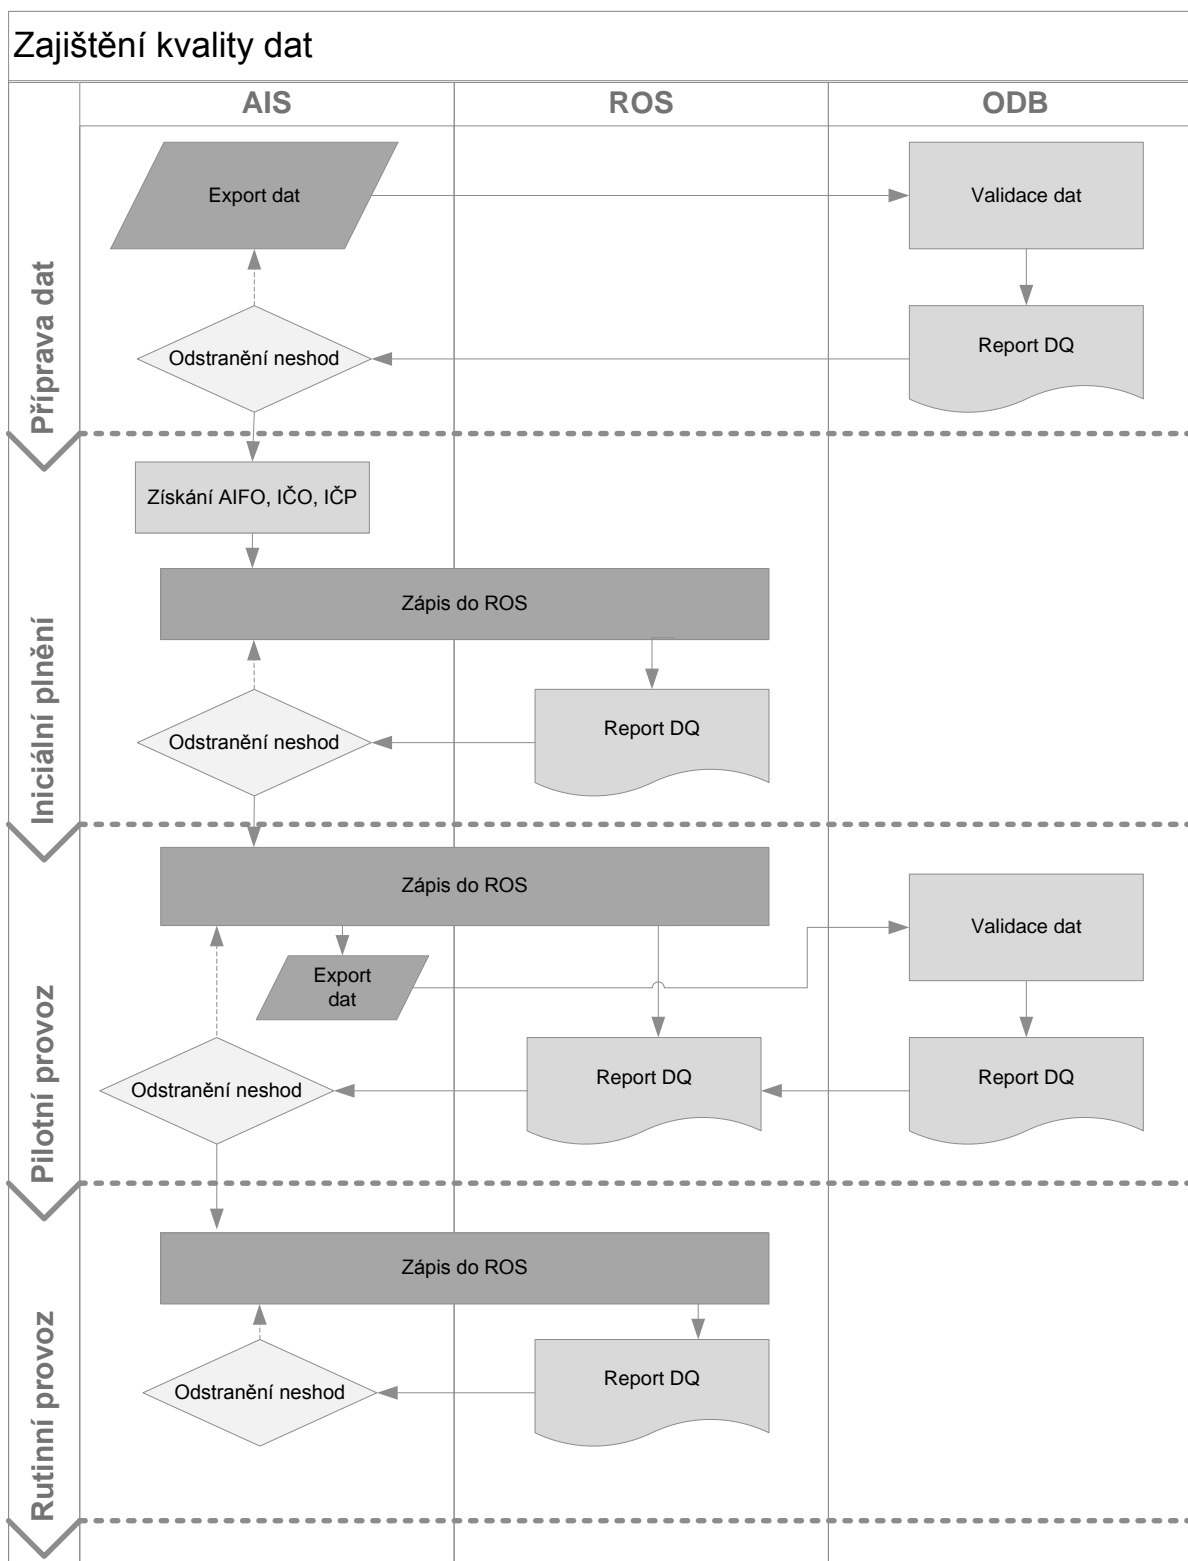 Zajištění kvality dat
AIS
ROS
ODB
Příprava dat
Export dat
Validace dat
Odstranění neshod
Report DQ
Iniciální plnění
Získání AIFO, IČO, IČP
Zápis do ROS
Odstranění neshod
Report DQ
Pilotní provoz
Zápis do ROS
Validace dat
Export
dat
Odstranění neshod
Report DQ
Report DQ
Rutinní provoz
Zápis do ROS
Odstranění neshod
Report DQ